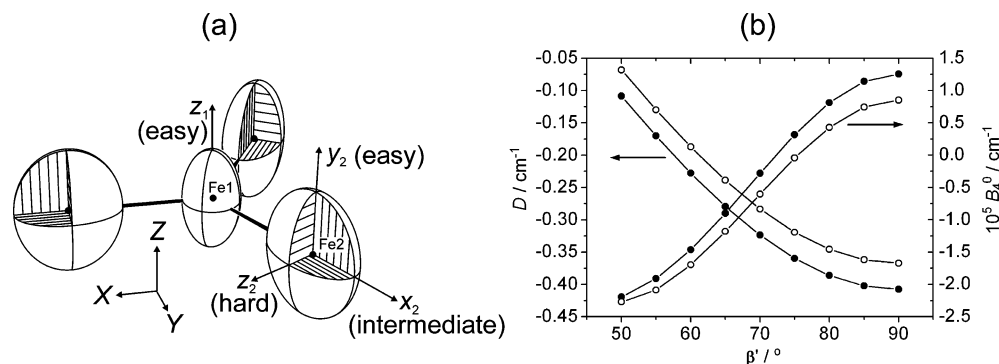 (a)
(b)
z1
(easy)
Fe1
y2 (easy)
Fe2
z2
(hard)
x2
(intermediate)
Z
X
Y
-0.05
-0.10
-0.15
-0.20
-0.25
-0.30
-0.35
-0.40
-0.45
D / cm-1
50 60 70 80 90
β' / º
1.5
1.0
0.5
0.0
-0.5
-1.0
-1.5
-2.0
-2.5
10^5 B4^0 / cm-1